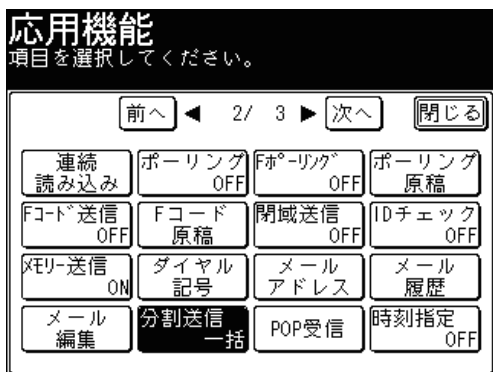 応用機能
項目を選択してください。
前へ ◀ 2/ 3 ▶ 次へ 閉じる
連続
読み込み
ポーリング
OFF
Fﾎﾟｰﾘﾝｸﾞ
OFF
ポーリング
原稿
Fｺｰﾄﾞ送信
OFF
Fコード
原稿
閉域送信
OFF
IDチェック
OFF
ﾒﾓﾘｰ送信
ON
ダイヤル
記号
メール
アドレス
メール
履歴
メール
編集
分割送信
一括
POP受信
時刻指定
OFF